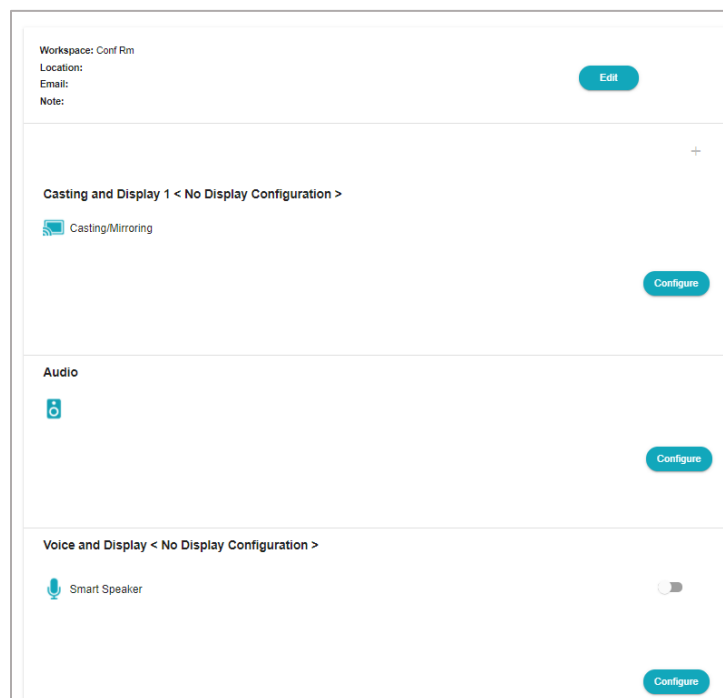 Workspace: Conf Rm
Location:
Email:
Note:
Edit
+
Casting and Display 1 < No Display Configuration >
Casting/Mirroring
Configure
Audio
Configure
Voice and Display < No Display Configuration >
Smart Speaker
Configure